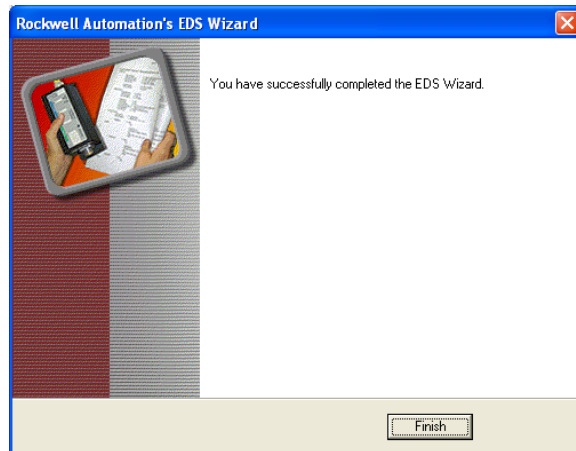 Rockwell Automation's EDS Wizard
You have successfully completed the EDS Wizard.
Finish